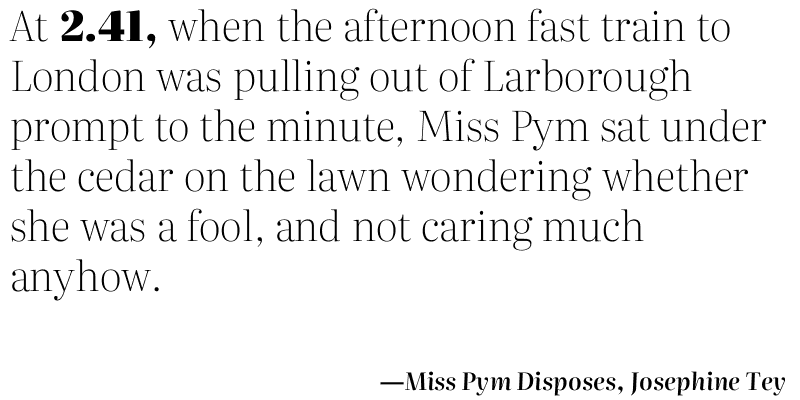 At 2.41, when the afternoon fast train to
London was pulling out of Larborough
prompt to the minute, Miss Pym sat under
the cedar on the lawn wondering whether
she was a fool, and not caring much
anyhow.
—Miss Pym Disposes, Josephine Tey